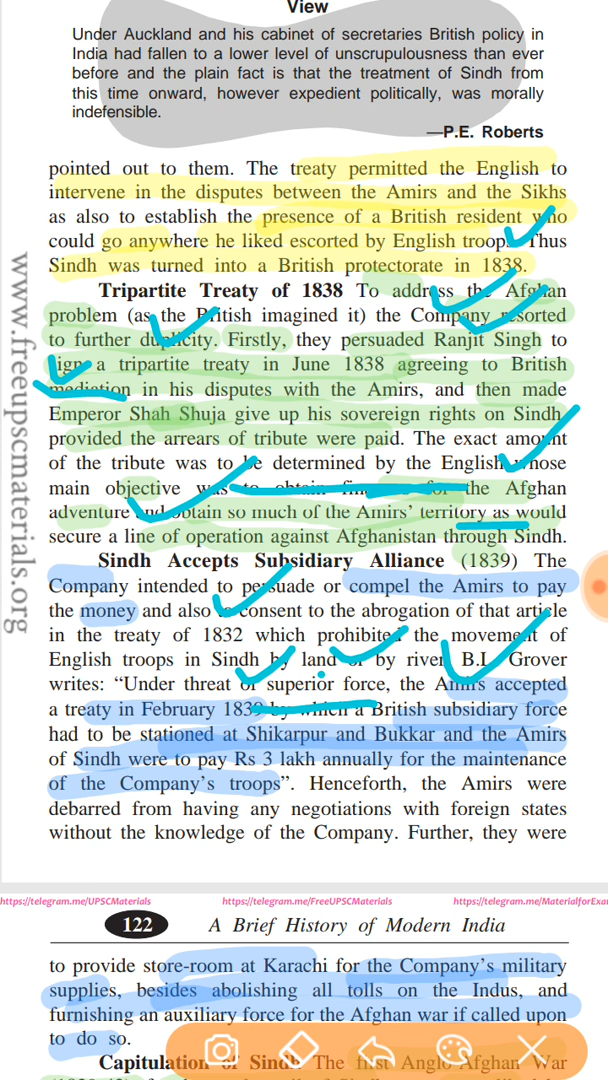 View
Under Auckland and his cabinet of secretaries British policy in
India had fallen to a lower level of unscrupulousness than ever
before and the plain fact is that the treatment of Sindh from
this time onward, however expedient politically, was morally
indefensible.
—P.E. Roberts
pointed out to them. The treaty permitted the English to
intervene in the disputes between the Amirs and the Sikhs
as also to establish the presence of a British resident who
could go anywhere he liked escorted by English troops. Thus
Sindh was turned into a British protectorate in 1838.
Tripartite Treaty of 1838 To address the Afghan
problem (as the British imagined it) the Company resorted
to further duplicity. Firstly, they persuaded Ranjit Singh to
sign a tripartite treaty in June 1838 agreeing to British
mediation in his disputes with the Amirs, and then made
Emperor Shah Shuja give up his sovereign rights on Sindh,
provided the arrears of tribute were paid. The exact amount
of the tribute was to be determined by the English whose
main objective was to obtain finances for the Afghan
adventure and obtain so much of the Amirs' territory as would
secure a line of operation against Afghanistan through Sindh.
Sindh Accepts Subsidiary Alliance (1839) The
Company intended to persuade or compel the Amirs to pay
the money and also to consent to the abrogation of that article
in the treaty of 1832 which prohibited the movement of
English troops in Sindh by land or by river. B.L. Grover
writes: “Under threat of superior force, the Amirs accepted
a treaty in February 1839 by which a British subsidiary force
had to be stationed at Shikarpur and Bukkar and the Amirs
of Sindh were to pay Rs 3 lakh annually for the maintenance
of the Company's troops”. Henceforth, the Amirs were
debarred from having any negotiations with foreign states
without the knowledge of the Company. Further, they were
www.freeupscmaterials.org
https://telegram.me/UPSCMaterials https://telegram.me/FreeUPSCMaterials https://telegram.me/MaterialforExa
122 A Brief History of Modern India
to provide store-room at Karachi for the Company's military
supplies, besides abolishing all tolls on the Indus, and
furnishing an auxiliary force for the Afghan war if called upon
to do so.
Capitulation of Sindh The first Anglo-Afghan War